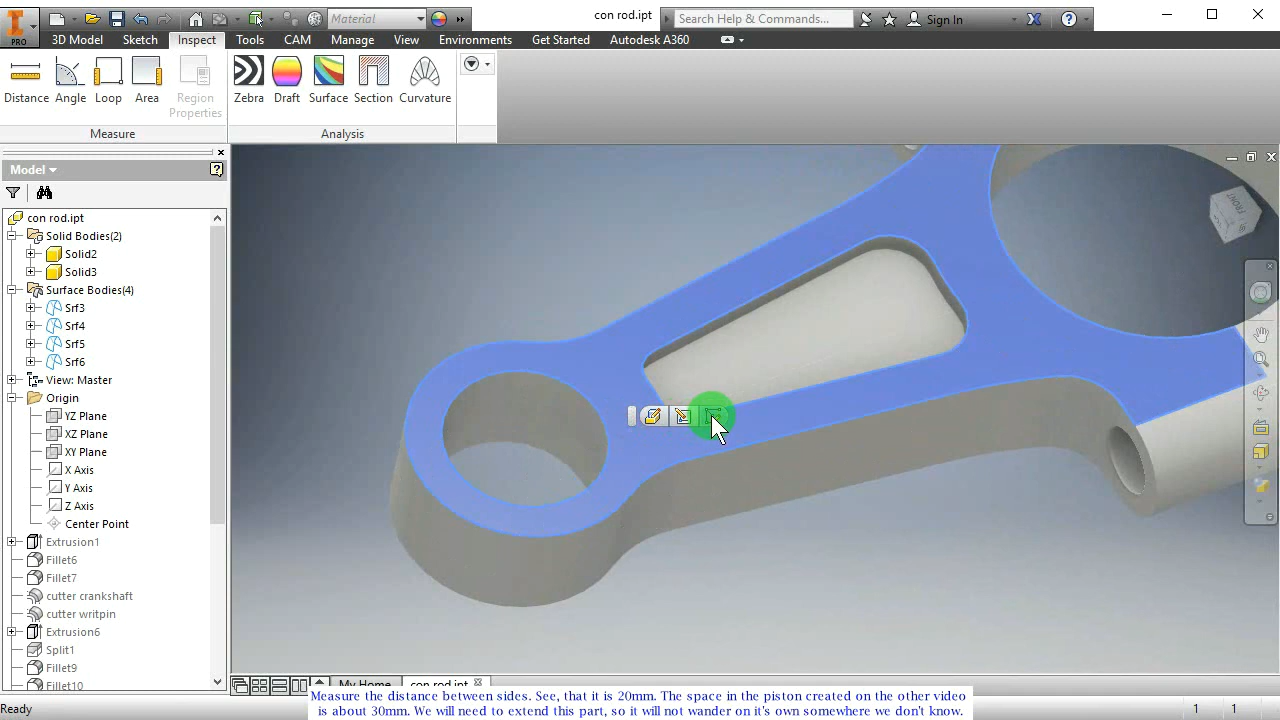 Material
con rod.ipt
Search Help & Commands...
Sign In
PRO
3D Model
Sketch
Inspect
Tools
CAM
Manage
View
Environments
Get Started
Autodesk A360
Distance
Angle
Loop
Area
Region
Properties
Zebra
Draft
Surface
Section
Curvature
Measure
Analysis
Model
con rod.ipt
Solid Bodies(2)
Solid2
Solid3
Surface Bodies(4)
Srf3
Srf4
Srf5
Srf6
View: Master
Origin
YZ Plane
XZ Plane
XY Plane
X Axis
Y Axis
Z Axis
Center Point
Extrusion1
Fillet6
Fillet7
cutter crankshaft
cutter writpin
Extrusion6
Split1
Fillet9
Fillet10
FRONT
My Home
con rod.ipt
Measure the distance between sides. See, that it is 20mm. The space in the piston created on the other video
is about 30mm. We will need to extend this part, so it will not wander on it's own somewhere we don't know.
Ready
1
1